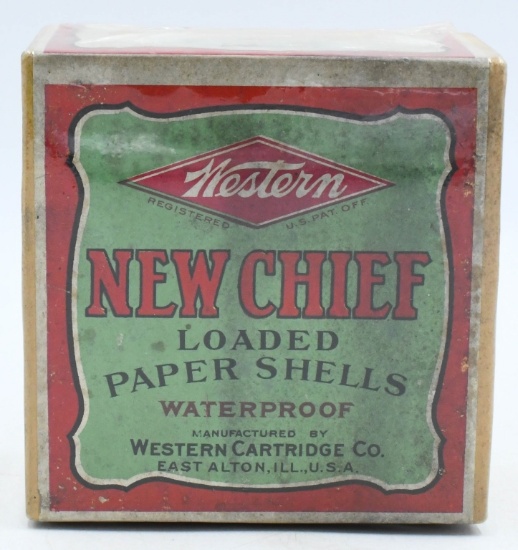 Western
REGISTERED U.S. PAT. OFF
NEW CHIEF
LOADED
PAPER SHELLS
WATERPROOF
MANUFACTURED BY
WESTERN CARTRIDGE CO.
EAST ALTON, ILL., U.S.A.